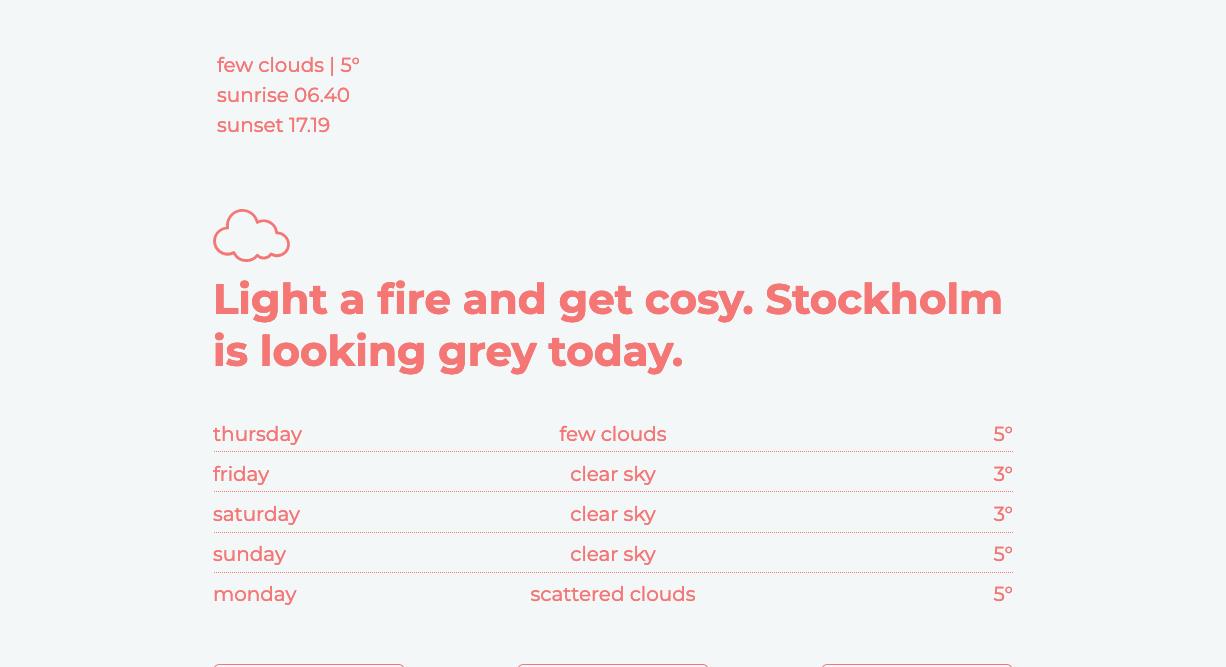 few clouds | 5°
sunrise 06.40
sunset 17.19
Light a fire and get cosy. Stockholm
is looking grey today.
thursday few clouds 5°
friday clear sky 3°
saturday clear sky 3°
sunday clear sky 5°
monday scattered clouds 5°